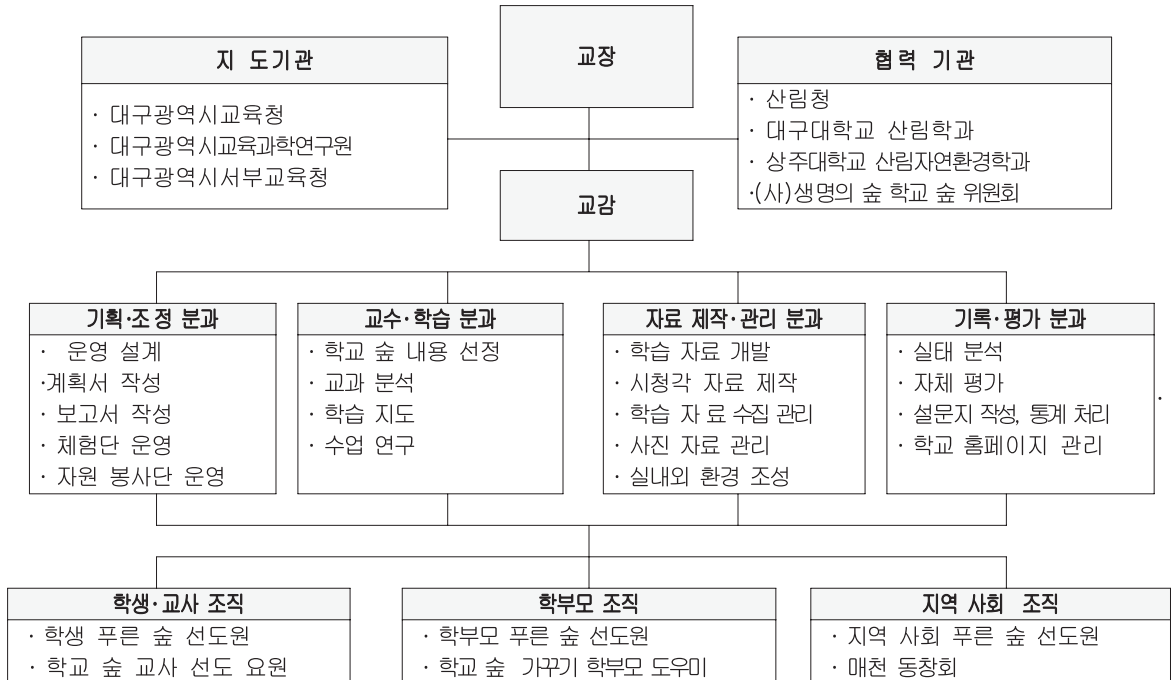 교장
지 도기관
· 대구광역시교육청
· 대구광역시교육과학연구원
· 대구광역시서부교육청
협력 기관
· 산림청
· 대구대학교 산림학과
· 상주대학교 산림자연환경학과
·(사)생명의 숲 학교 숲 위원회
교감
기획·조정 분과
· 운영 설계
·계획서 작성
· 보고서 작성
· 체험단 운영
· 자원 봉사단 운영
교수·학습 분과
· 학교 숲 내용 선정
· 교과 분석
· 학습 지도
· 수업 연구
자료 제작·관리 분과
· 학습 자료 개발
· 시청각 자료 제작
· 학습 자 료 수집 관리
· 사진 자료 관리
· 실내외 환경 조성
기록·평가 분과
· 실태 분석
· 자체 평가
· 설문지 작성, 통계 처리
· 학교 홈페이지 관리
.
학생·교사 조직
· 학생 푸른 숲 선도원
· 학교 숲 교사 선도 요원
학부모 조직
· 학부모 푸른 숲 선도원
· 학교 숲 가꾸기 학부모 도우미
지역 사회 조직
· 지역 사회 푸른 숲 선도원
· 매천 동창회